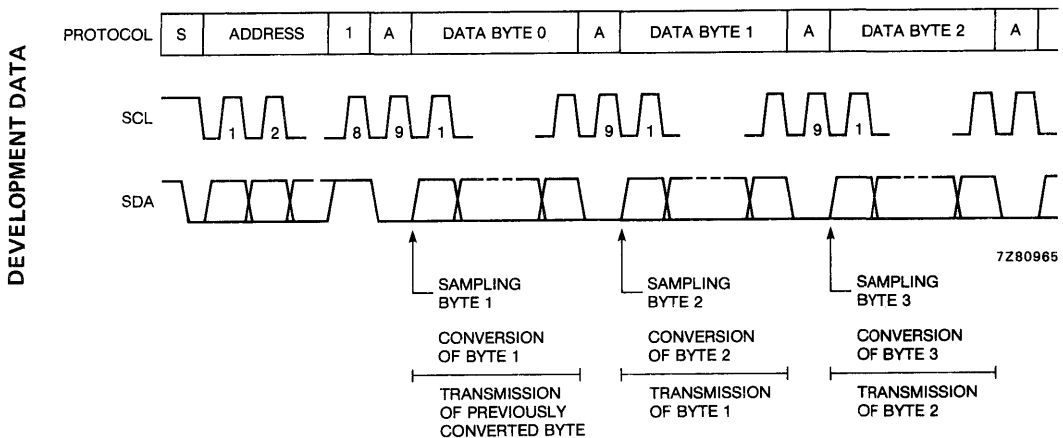 DEVELOPMENT DATA
PROTOCOL S ADDRESS 1 A DATA BYTE 0 A DATA BYTE 1 A DATA BYTE 2 A
SCL 1 2 8 9 1 9 1 9 1
SDA
7Z80965
SAMPLING BYTE 1
SAMPLING BYTE 2
SAMPLING BYTE 3
CONVERSION OF BYTE 1
CONVERSION OF BYTE 2
CONVERSION OF BYTE 3
TRANSMISSION OF PREVIOUSLY CONVERTED BYTE
TRANSMISSION OF BYTE 1
TRANSMISSION OF BYTE 2